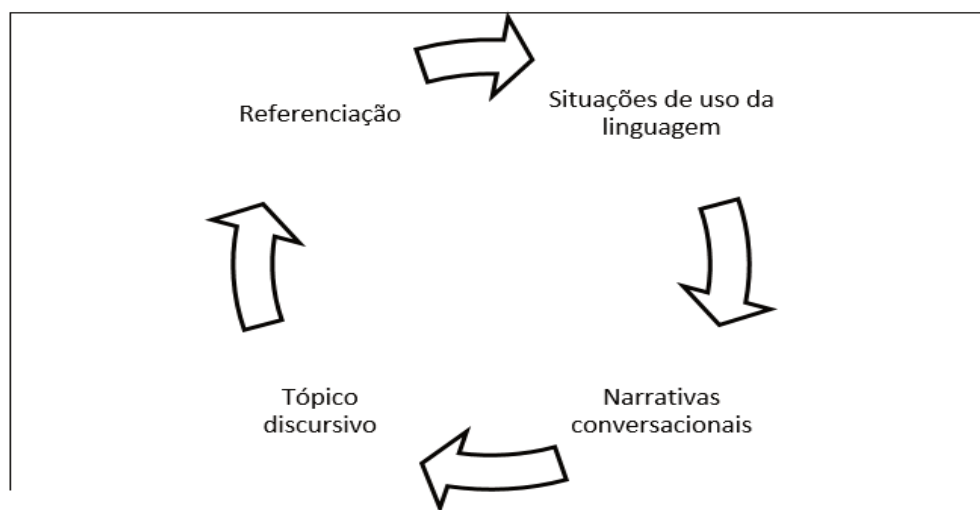 Referenciação
Situações de uso da
linguagem
Tópico
discursivo
Narrativas
conversacionais